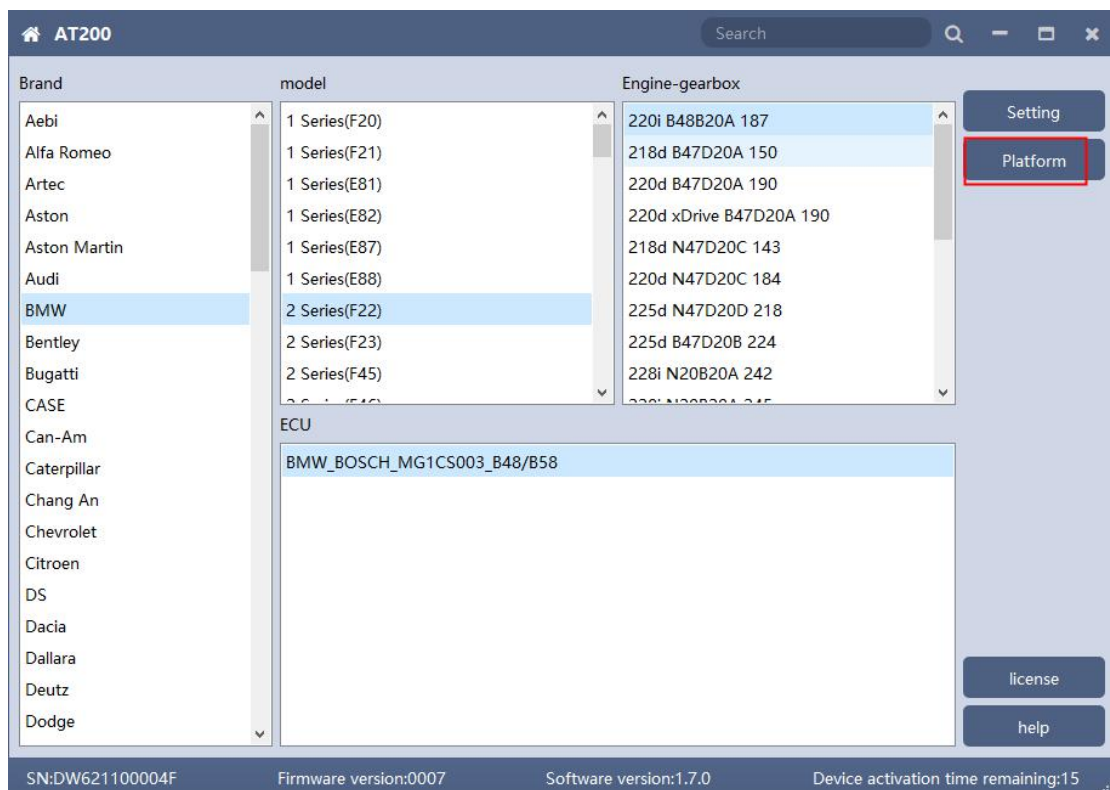 AT200
Search
Brand
Aebi
Alfa Romeo
Artec
Aston
Aston Martin
Audi
BMW
Bentley
Bugatti
CASE
Can-Am
Caterpillar
Chang An
Chevrolet
Citroen
DS
Dacia
Dallara
Deutz
Dodge
model
1 Series(F20)
1 Series(F21)
1 Series(E81)
1 Series(E82)
1 Series(E87)
1 Series(E88)
2 Series(F22)
2 Series(F23)
2 Series(F45)
Engine-gearbox
220i B48B20A 187
218d B47D20A 150
220d B47D20A 190
220d xDrive B47D20A 190
218d N47D20C 143
220d N47D20C 184
225d N47D20D 218
225d B47D20B 224
228i N20B20A 242
ECU
BMW_BOSCH_MG1CS003_B48/B58
Setting
Platform
license
help
SN:DW621100004F
Firmware version:0007
Software version:1.7.0
Device activation time remaining:15